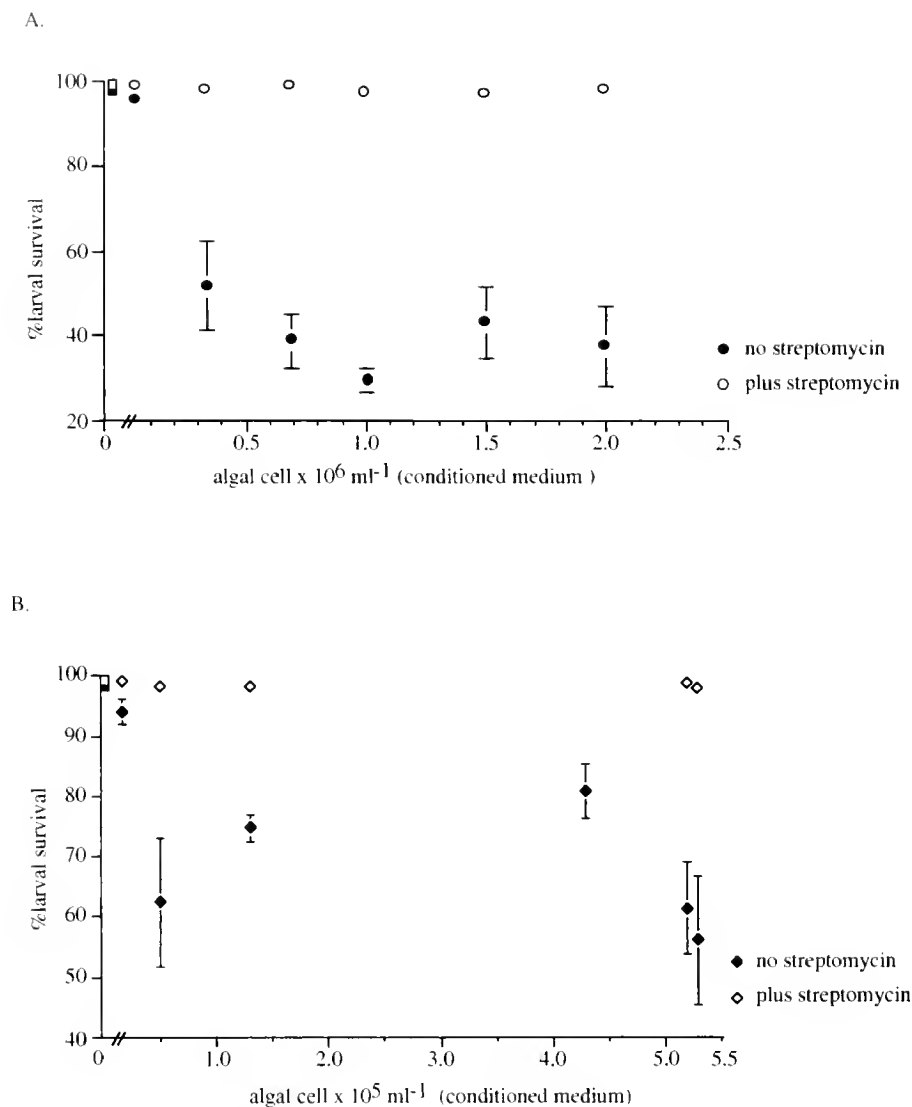 A.
100
80
60
40
20
%larval survival
0 0.5 1.0 1.5 2.0 2.5
algal cell x 10⁶ ml⁻¹ (conditioned medium )
● no streptomycin
○ plus streptomycin
B.
100
90
80
70
60
50
40
%larval survival
0 1.0 2.0 3.0 4.0 5.0 5.5
algal cell x 10⁵ ml⁻¹ (conditioned medium)
◆ no streptomycin
◇ plus streptomycin